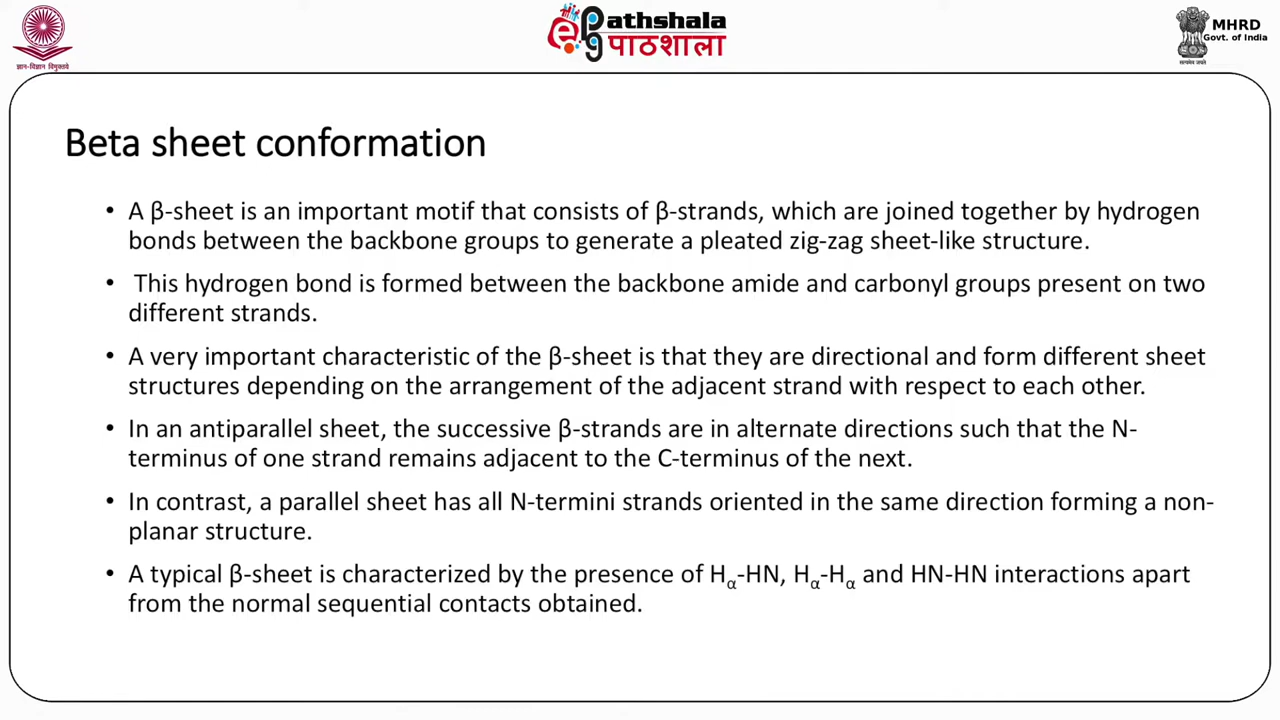 ज्ञान-विज्ञान विमुक्तये
ePathshala
पाठशाला
MHRD
Govt. of India
सत्यमेव जयते
Beta sheet conformation
• A β-sheet is an important motif that consists of β-strands, which are joined together by hydrogen
bonds between the backbone groups to generate a pleated zig-zag sheet-like structure.
• This hydrogen bond is formed between the backbone amide and carbonyl groups present on two
different strands.
• A very important characteristic of the β-sheet is that they are directional and form different sheet
structures depending on the arrangement of the adjacent strand with respect to each other.
• In an antiparallel sheet, the successive β-strands are in alternate directions such that the N-
terminus of one strand remains adjacent to the C-terminus of the next.
• In contrast, a parallel sheet has all N-termini strands oriented in the same direction forming a non-
planar structure.
• A typical β-sheet is characterized by the presence of Hα-HN, Hα-Hα and HN-HN interactions apart
from the normal sequential contacts obtained.